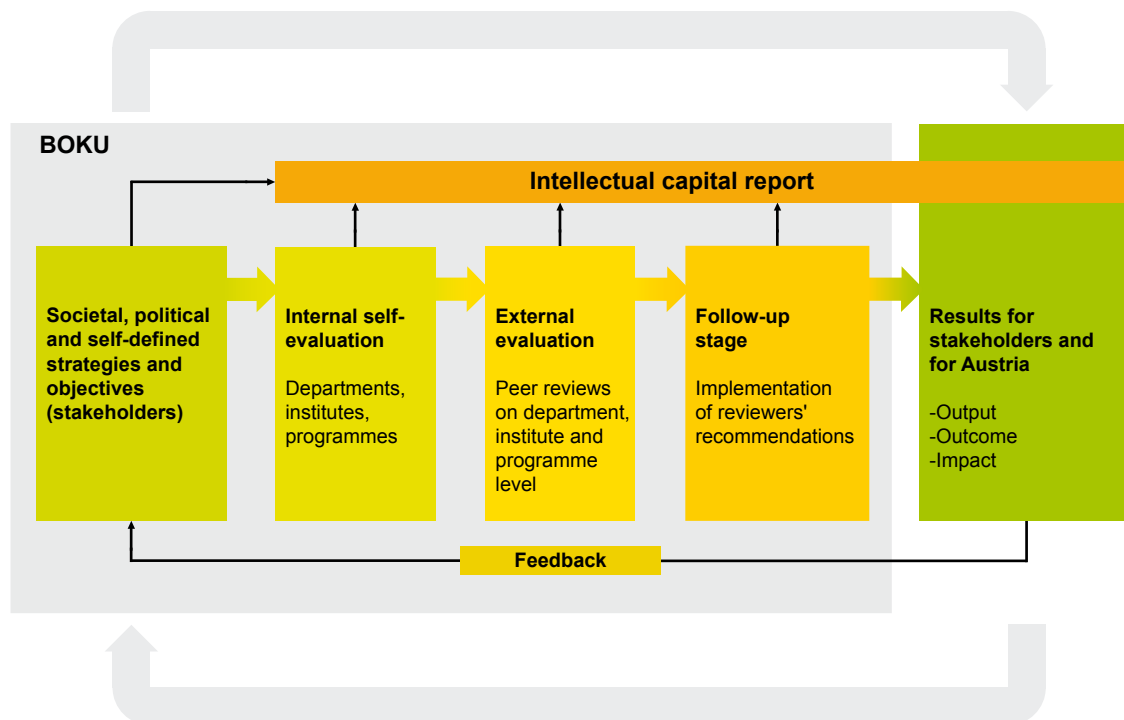 BOKU
Intellectual capital report
Societal, political
and self-defined
strategies and
objectives
(stakeholders)
Internal self-
evaluation
Departments,
institutes,
programmes
External
evaluation
Peer reviews
on department,
institute and
programme
level
Follow-up
stage
Implementation
of reviewers'
recommendations
Results for
stakeholders and
for Austria
-Output
-Outcome
-Impact
Feedback